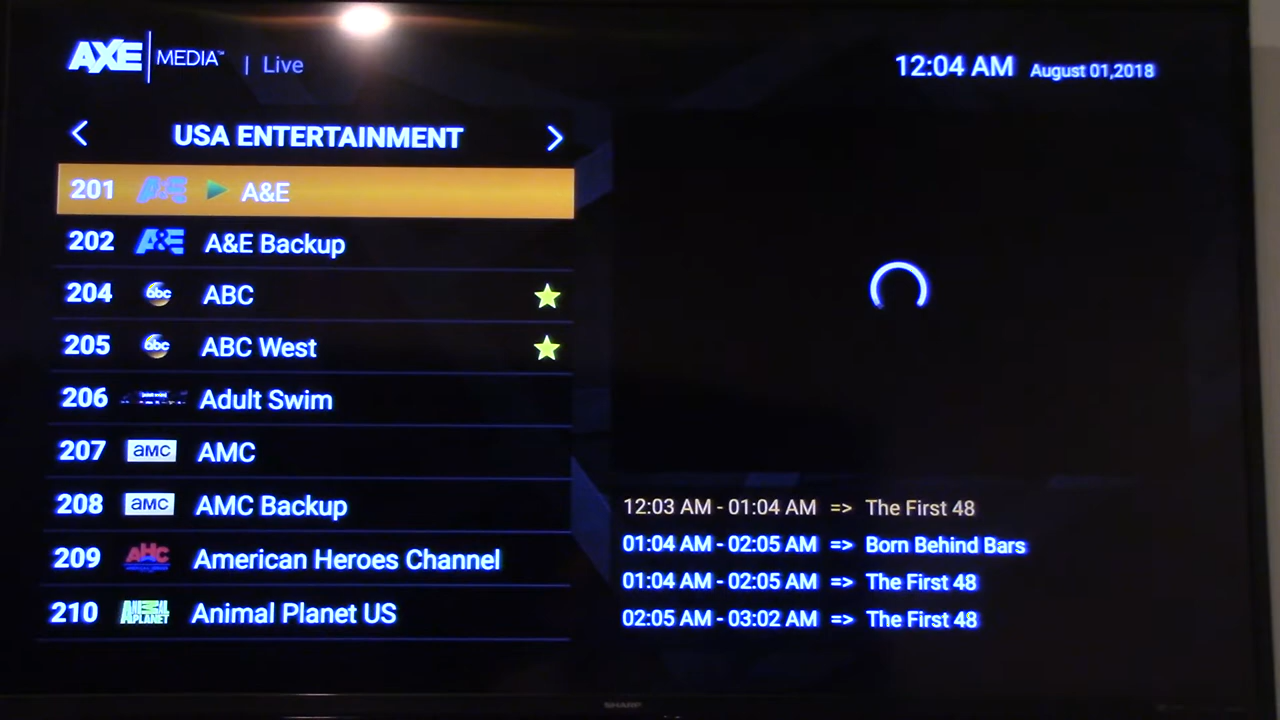 AXE MEDIA™ | Live
12:04 AM August 01,2018
USA ENTERTAINMENT
201 A&E A&E
202 A&E A&E Backup
204 abc ABC
205 abc ABC West
206 Adult Swim
207 aMC AMC
208 aMC AMC Backup
209 AHC American Heroes Channel
210 ANIMAL PLANET Animal Planet US
12:03 AM - 01:04 AM => The First 48
01:04 AM - 02:05 AM => Born Behind Bars
01:04 AM - 02:05 AM => The First 48
02:05 AM - 03:02 AM => The First 48
SHARP